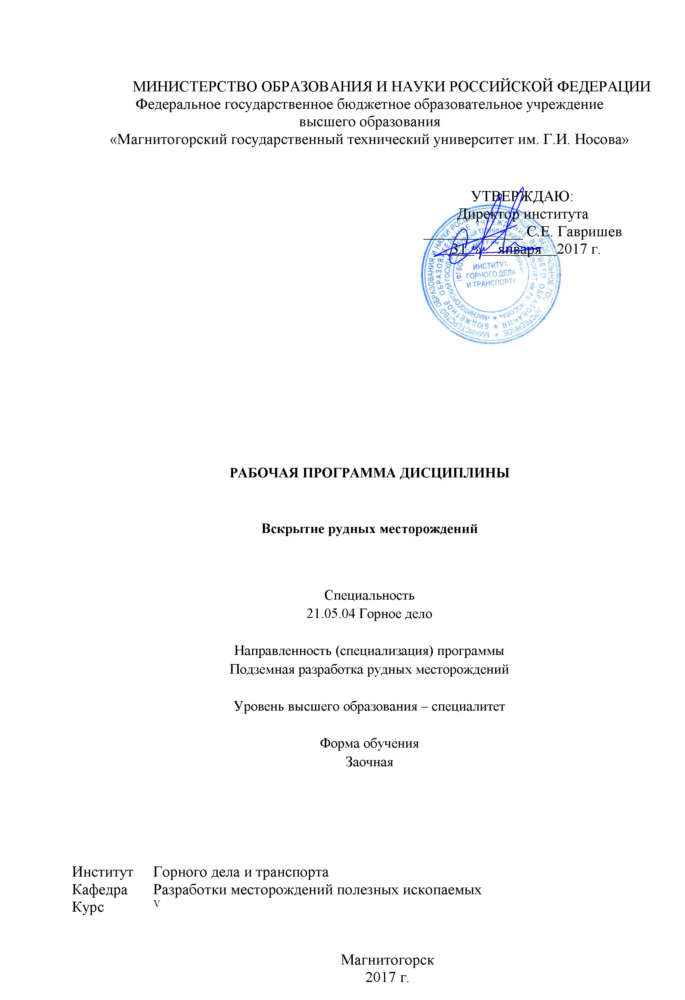 МИНИСТЕРСТВО ОБРАЗОВАНИЯ И НАУКИ РОССИЙСКОЙ ФЕДЕРАЦИИ
Федеральное государственное бюджетное образовательное учреждение
высшего образования
«Магнитогорский государственный технический университет им. Г.И. Носова»
УТВЕРЖДАЮ:
Директор института
С.Е. Гавришев
«31» января 2017 г.
ИНСТИТУТ
ГОРНОГО ДЕЛА
И ТРАНСПОРТА
РАБОЧАЯ ПРОГРАММА ДИСЦИПЛИНЫ
Вскрытие рудных месторождений
Специальность
21.05.04 Горное дело
Направленность (специализация) программы
Подземная разработка рудных месторождений
Уровень высшего образования – специалитет
Форма обучения
Заочная
Институт Горного дела и транспорта
Кафедра Разработки месторождений полезных ископаемых
Курс V
Магнитогорск
2017 г.